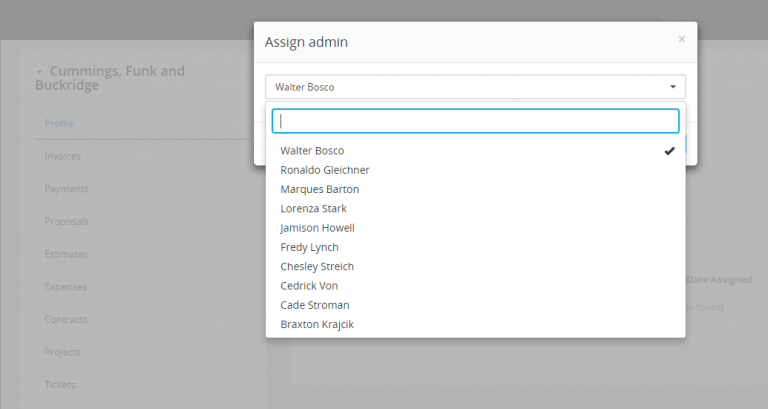 Assign admin
×
Cummings, Funk and
Buckridge
Profile
Invoices
Payments
Proposals
Estimates
Expenses
Contracts
Projects
Tickets
Walter Bosco
Walter Bosco
Ronaldo Gleichner
Marques Barton
Lorenza Stark
Jamison Howell
Fredy Lynch
Chesley Streich
Cedrick Von
Cade Stroman
Braxton Krajcik
Date Assigned
found